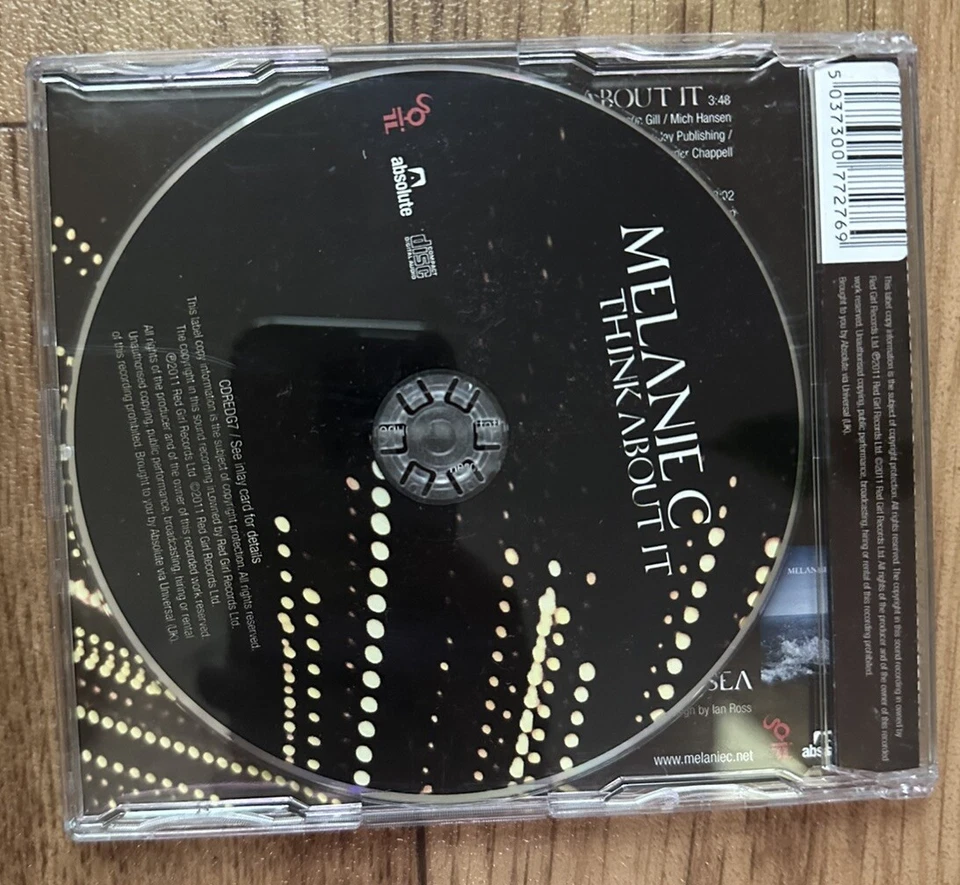 MELANIE C
THINK ABOUT IT
absolute
COMPACT
disc
DIGITAL AUDIO
CDREDG7 / See inlay card for details
This label copy information is the subject of copyright protection. All rights reserved.
The copyright in this sound recording in owned by Red Girl Records Ltd.
℗2011 Red Girl Records Ltd. ©2011 Red Girl Records Ltd.
All rights of the producer and of the owner of this recorded work reserved.
Unauthorised copying, public performance, broadcasting, hiring or rental
of this recording prohibited. Brought to you by Absolute via Universal (UK).
ABOUT IT 3:48
Gill / Mich Hansen
Publishing /
Chappell
3:02
MELANIE
SEA
by Ian Ross
www.melaniec.net
abs
5037300772769
This label copy information is the subject of copyright protection. All rights reserved. The copyright in this sound recording in owned by
Red Girl Records Ltd. ℗2011 Red Girl Records Ltd. ©2011 Red Girl Records Ltd. All rights of the producer and of the owner of this recorded
work reserved. Unauthorised copying, public performance, broadcasting, hiring or rental of this recording prohibited.
Brought to you by Absolute via Universal (UK).